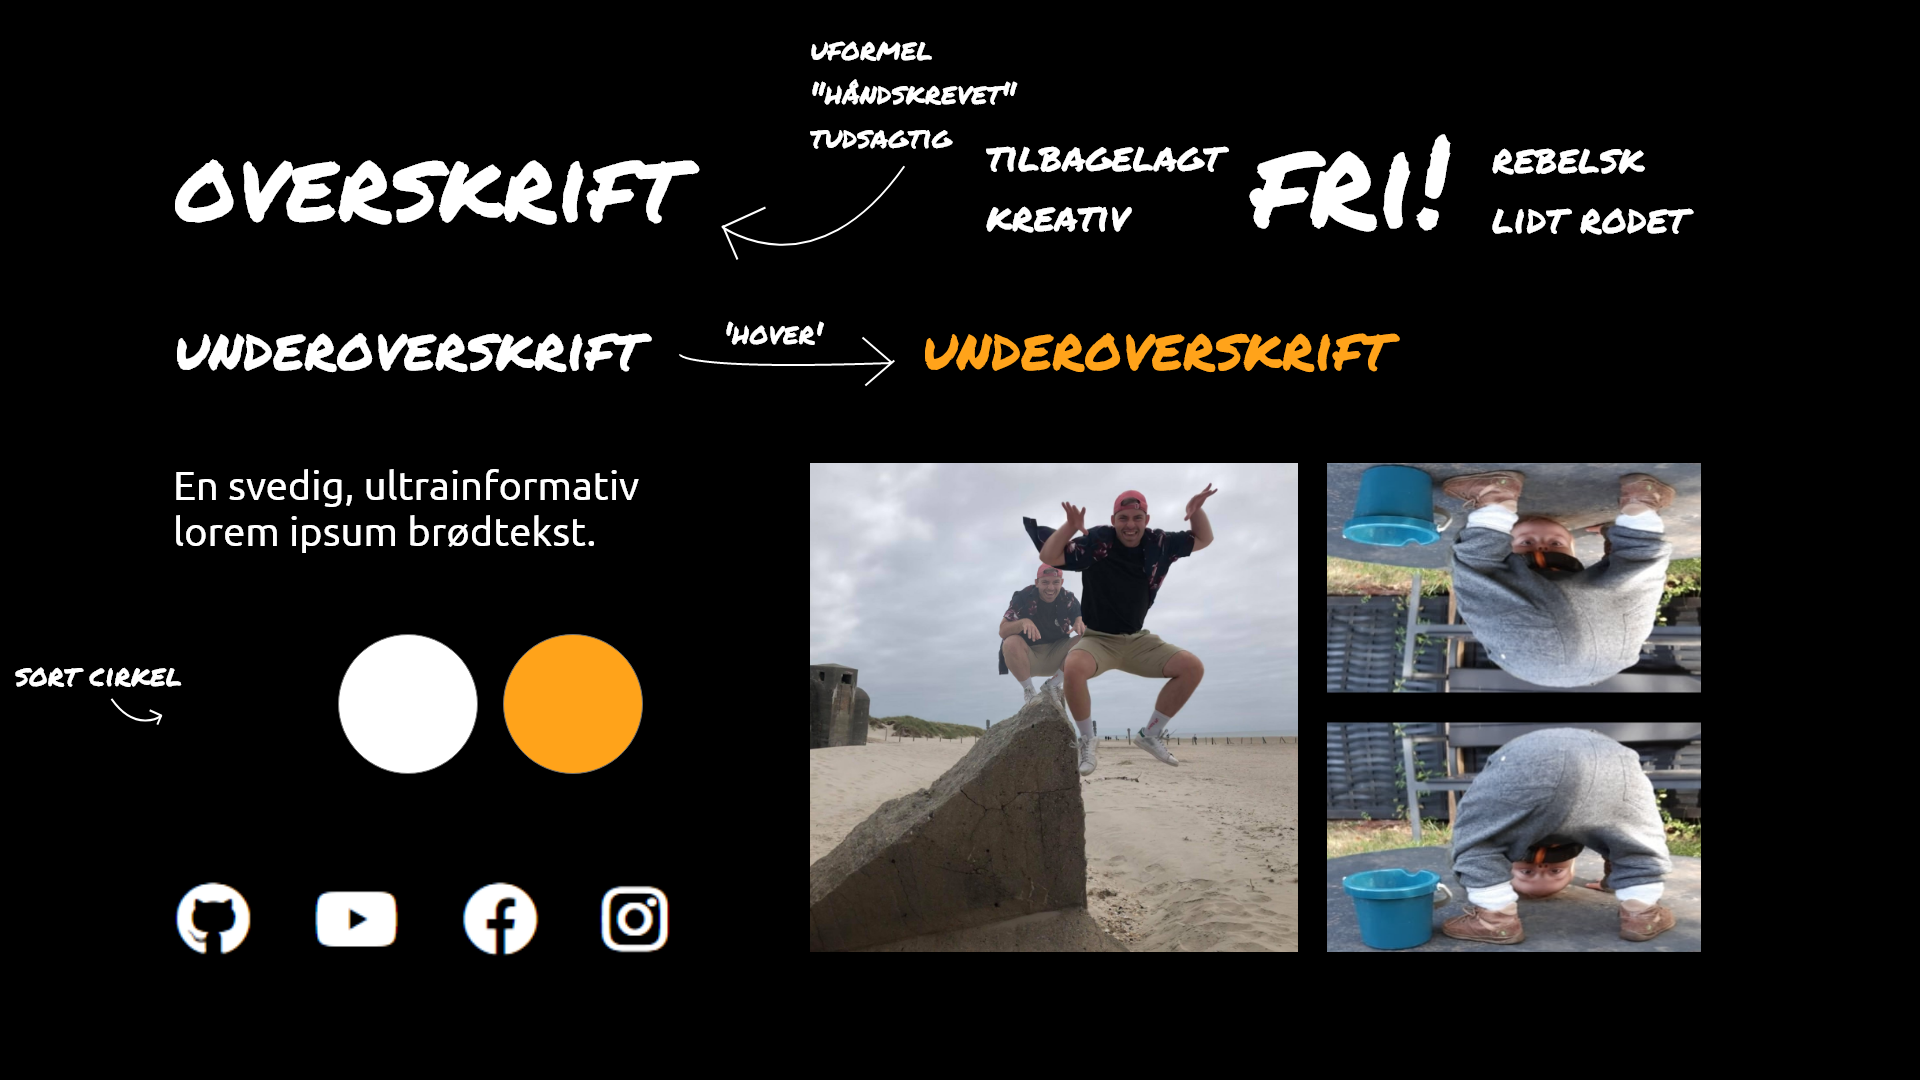 UFORMEL
"HÅNDSKREVET"
TUDSAGTIG
OVERSKRIFT
TILBAGELAGT
KREATIV
FRI!
REBELSK
LIDT RODET
UNDEROVERSKRIFT
'HOVER'
UNDEROVERSKRIFT
En svedig, ultrainformativ
lorem ipsum brødtekst.
SORT CIRKEL